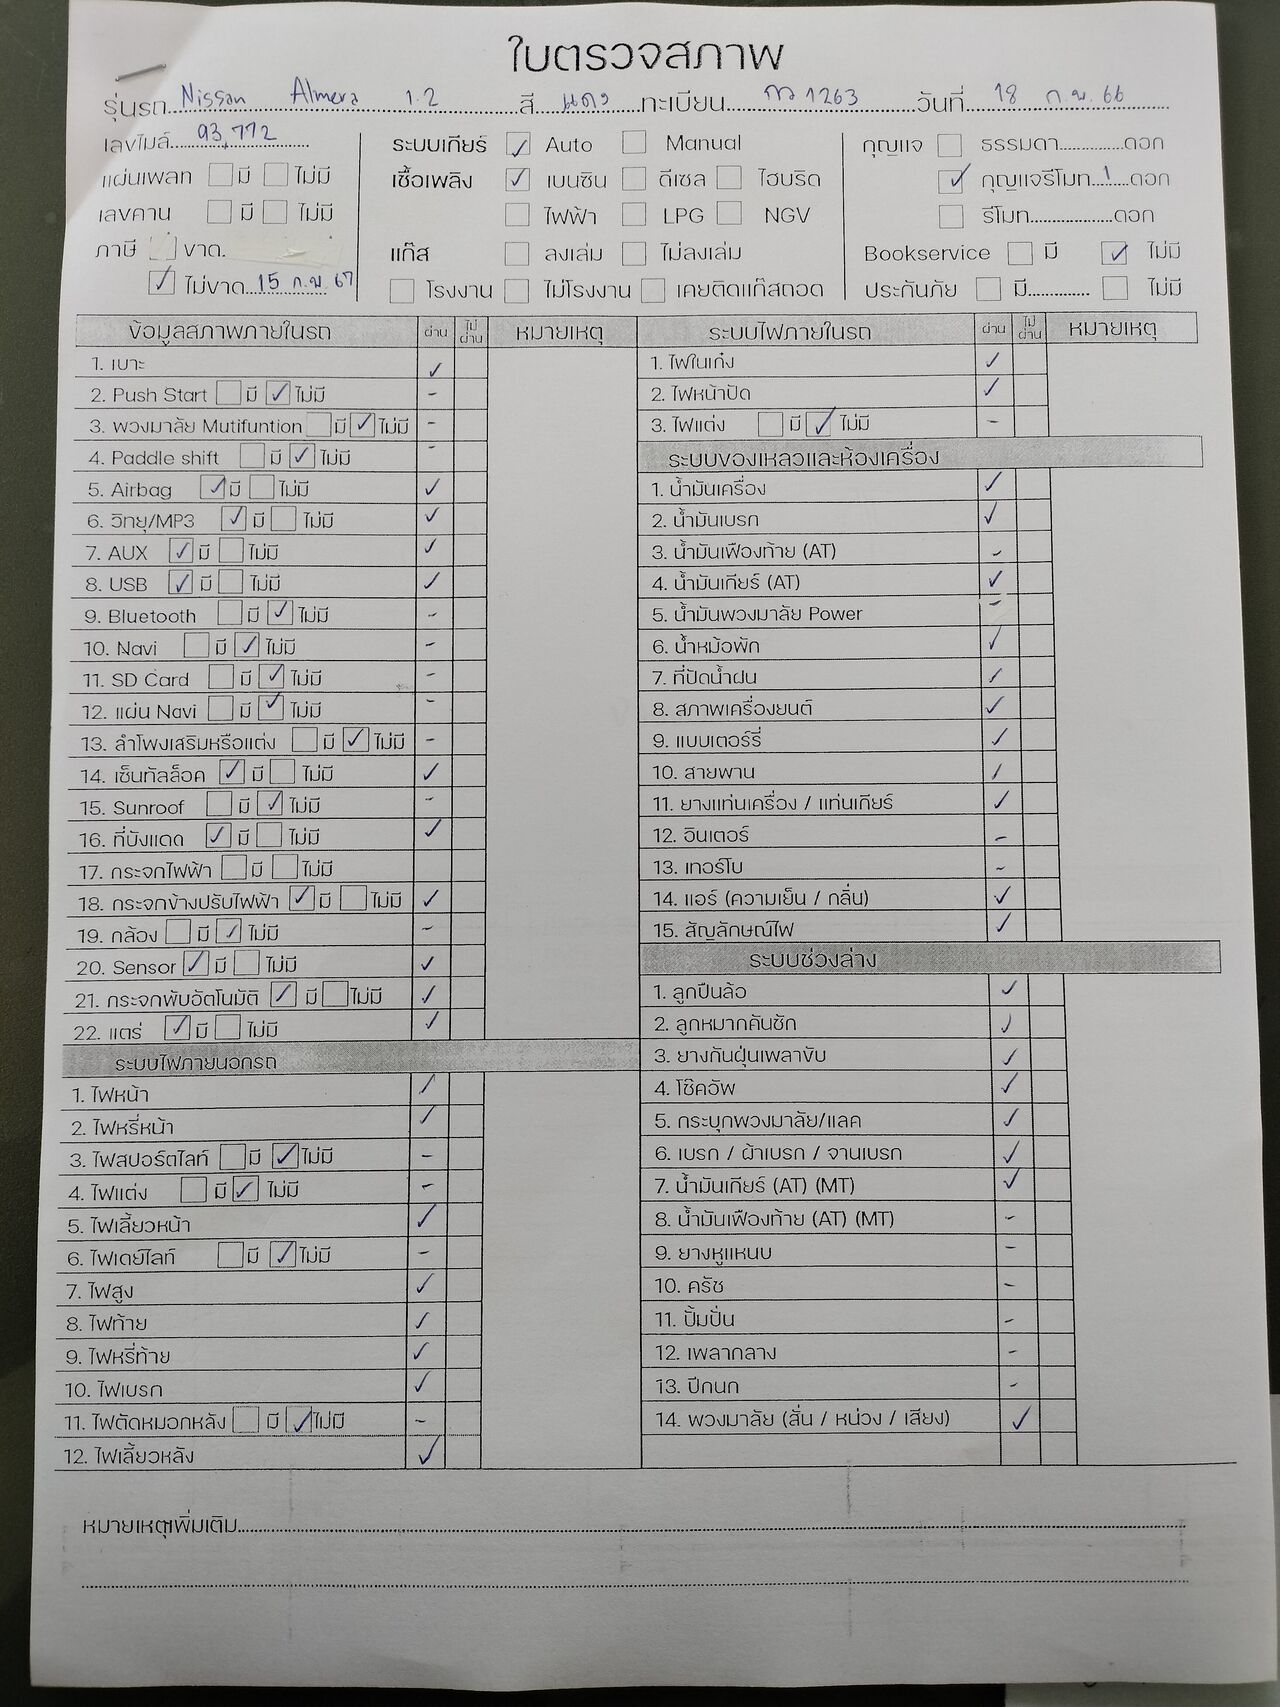 ใบตรวจสภาพ
รุ่นรถ Nissan Almera 1.2 สี แดง ทะเบียน กว 1263 วันที่ 18 ก.พ. 66
เลขไมล์ 93,772
แผ่นเพลท ☐ มี ☐ ไม่มี
เลขคาน ☐ มี ☐ ไม่มี
ภาษี ☐ ขาด.
☑ ไม่ขาด 15 ก.พ. 67
ระบบเกียร์ ☑ Auto ☐ Manual
เชื้อเพลิง ☑ เบนซิน ☐ ดีเซล ☐ ไฮบริด
☐ ไฟฟ้า ☐ LPG ☐ NGV
แก๊ส ☐ ลงเล่ม ☐ ไม่ลงเล่ม
☐ โรงงาน ☐ ไม่โรงงาน ☐ เคยติดแก๊สถอด
กุญแจ ☐ ธรรมดา..............ดอก
☑ กุญแจรีโมท 1 ดอก
☐ รีโมท..................ดอก
Bookservice ☐ มี ☑ ไม่มี
ประกันภัย ☐ มี............. ☐ ไม่มี
ข้อมูลสภาพภายในรถ ผ่าน ไม่ผ่าน หมายเหตุ
1. เบาะ ✓
2. Push Start ☐ มี ☑ ไม่มี -
3. พวงมาลัย Mutifuntion ☐ มี ☑ ไม่มี -
4. Paddle shift ☐ มี ☑ ไม่มี -
5. Airbag ☑ มี ☐ ไม่มี ✓
6. วิทยุ/MP3 ☑ มี ☐ ไม่มี ✓
7. AUX ☑ มี ☐ ไม่มี ✓
8. USB ☑ มี ☐ ไม่มี ✓
9. Bluetooth ☐ มี ☑ ไม่มี -
10. Navi ☐ มี ☑ ไม่มี -
11. SD Card ☐ มี ☑ ไม่มี -
12. แผ่น Navi ☐ มี ☑ ไม่มี -
13. ลำโพงเสริมหรือแต่ง ☐ มี ☑ ไม่มี -
14. เซ็นทัลล็อค ☑ มี ☐ ไม่มี ✓
15. Sunroof ☐ มี ☑ ไม่มี -
16. ที่บังแดด ☑ มี ☐ ไม่มี ✓
17. กระจกไฟฟ้า ☐ มี ☐ ไม่มี
18. กระจกข้างปรับไฟฟ้า ☑ มี ☐ ไม่มี ✓
19. กล้อง ☐ มี ☑ ไม่มี -
20. Sensor ☑ มี ☐ ไม่มี ✓
21. กระจกพับอัตโนมัติ ☑ มี ☐ ไม่มี ✓
22. แตร่ ☑ มี ☐ ไม่มี ✓
ระบบไฟภายนอกรถ
1. ไฟหน้า ✓
2. ไฟหรี่หน้า ✓
3. ไฟสปอร์ตไลท์ ☐ มี ☑ ไม่มี -
4. ไฟแต่ง ☐ มี ☑ ไม่มี -
5. ไฟเลี้ยวหน้า ✓
6. ไฟเดย์ไลท์ ☐ มี ☑ ไม่มี -
7. ไฟสูง ✓
8. ไฟท้าย ✓
9. ไฟหรี่ท้าย ✓
10. ไฟเบรก ✓
11. ไฟตัดหมอกหลัง ☐ มี ☑ ไม่มี -
12. ไฟเลี้ยวหลัง ✓
ระบบไฟภายในรถ ผ่าน ไม่ผ่าน หมายเหตุ
1. ไฟในเก๋ง ✓
2. ไฟหน้าปัด ✓
3. ไฟแต่ง ☐ มี ☑ ไม่มี -
ระบบของเหลวและห้องเครื่อง
1. น้ำมันเครื่อง ✓
2. น้ำมันเบรก ✓
3. น้ำมันเฟืองท้าย (AT) -
4. น้ำมันเกียร์ (AT) ✓
5. น้ำมันพวงมาลัย Power -
6. น้ำหม้อพัก ✓
7. ที่ปัดน้ำฝน ✓
8. สภาพเครื่องยนต์ ✓
9. แบบเตอร์รี่ ✓
10. สายพาน ✓
11. ยางแท่นเครื่อง / แท่นเกียร์ ✓
12. อินเตอร์ -
13. เทอร์โบ -
14. แอร์ (ความเย็น / กลิ่น) ✓
15. สัญลักษณ์ไฟ ✓
ระบบช่วงล่าง
1. ลูกปืนล้อ ✓
2. ลูกหมากคันชัก ✓
3. ยางกันฝุ่นเพลาขับ ✓
4. โช๊คอัพ ✓
5. กระบุกพวงมาลัย/แลค ✓
6. เบรก / ผ้าเบรก / จานเบรก ✓
7. น้ำมันเกียร์ (AT) (MT) ✓
8. น้ำมันเฟืองท้าย (AT) (MT) -
9. ยางหูแหนบ -
10. ครัช -
11. ปั้มปั่น -
12. เพลากลาง -
13. ปีกนก -
14. พวงมาลัย (สั่น / หน่วง / เสียง) ✓
หมายเหตุเพิ่มเติม